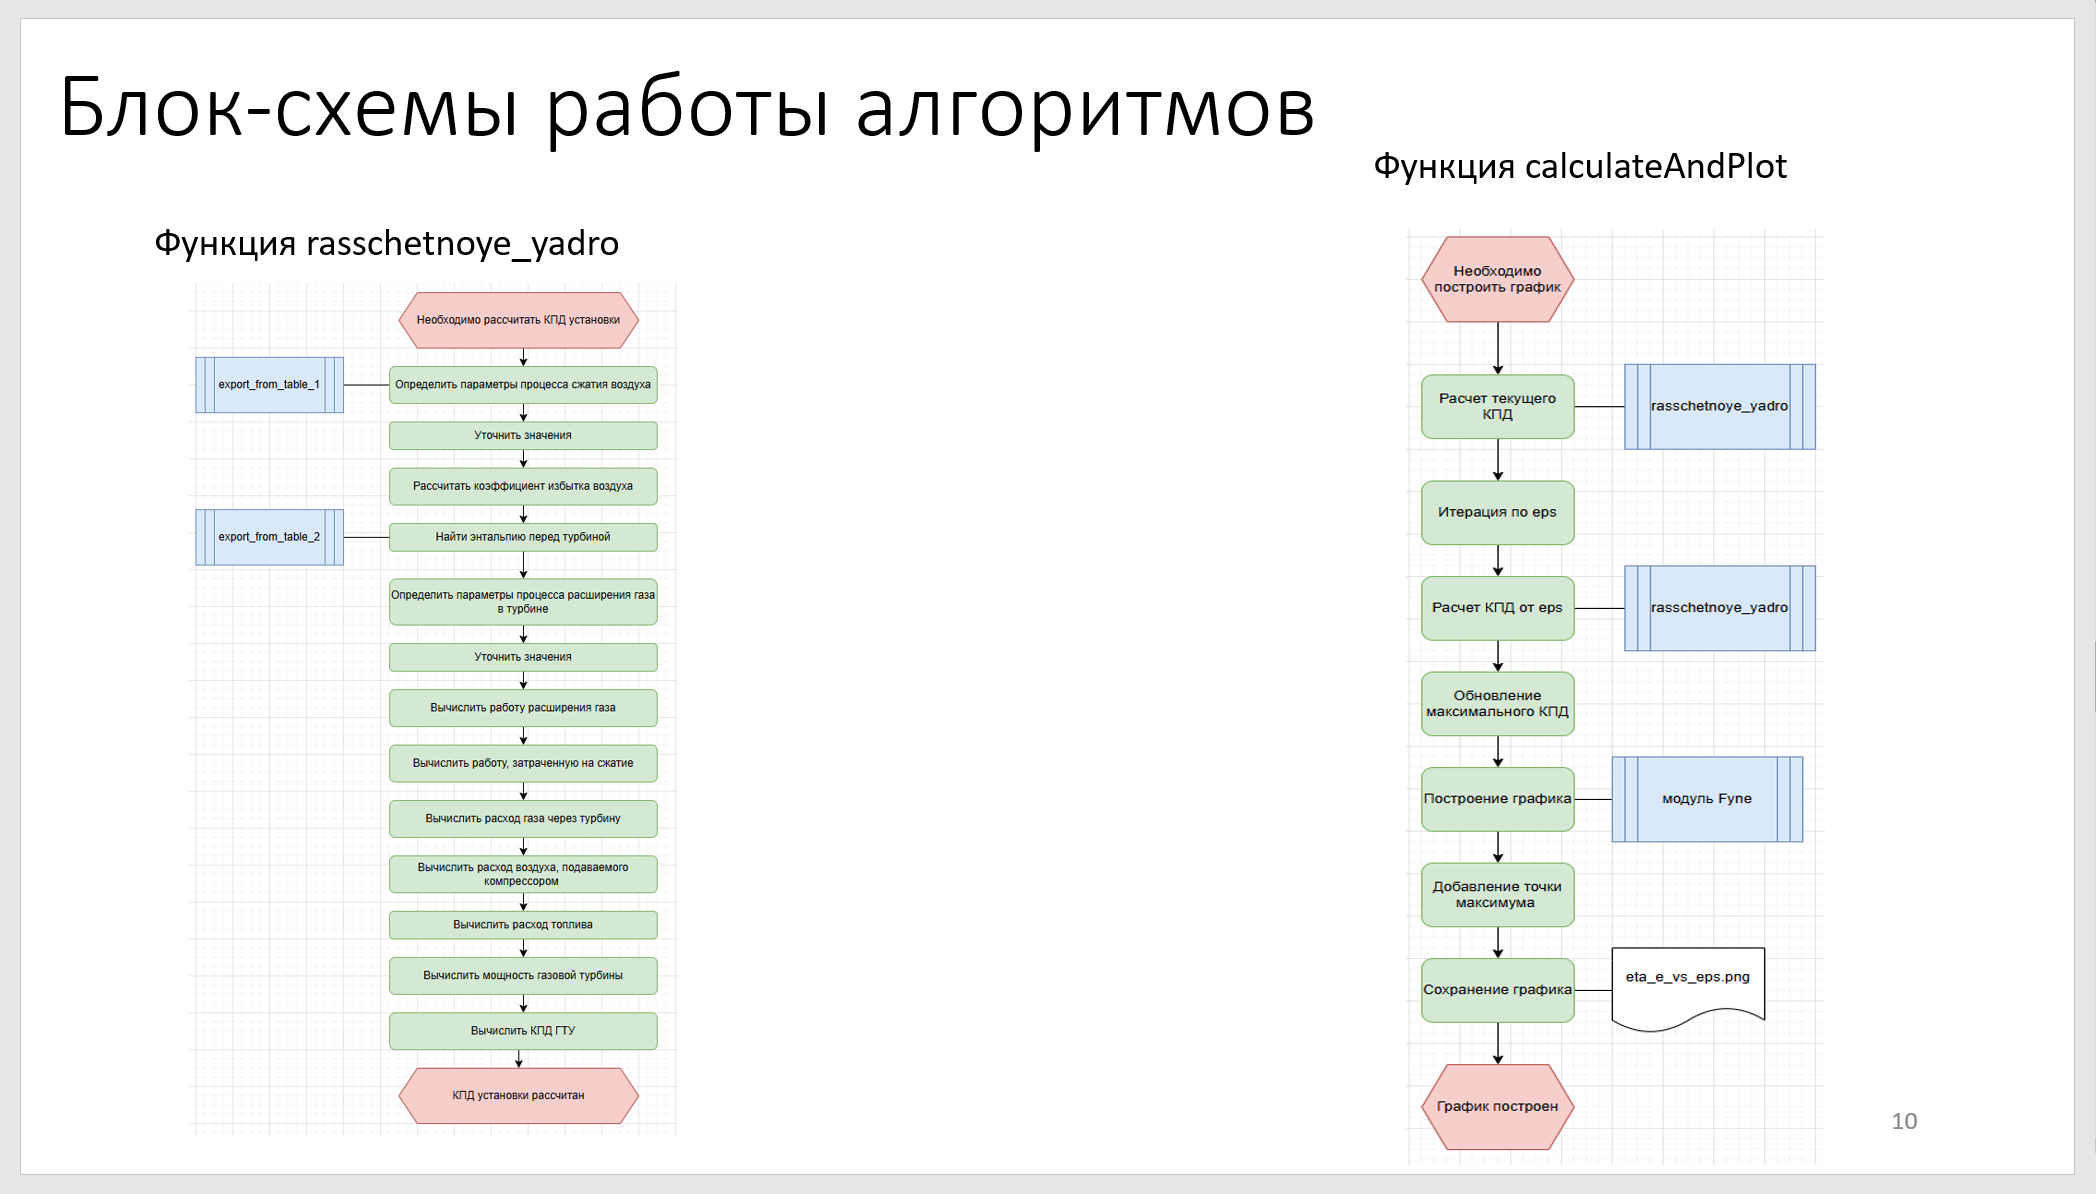 Блок-схемы работы алгоритмов
Функция rasschetnoye_yadro
Необходимо рассчитать КПД установки
export_from_table_1
Определить параметры процесса сжатия воздуха
Уточнить значения
Рассчитать коэффициент избытка воздуха
export_from_table_2
Найти энтальпию перед турбиной
Определить параметры процесса расширения газа
в турбине
Уточнить значения
Вычислить работу расширения газа
Вычислить работу, затраченную на сжатие
Вычислить расход газа через турбину
Вычислить расход воздуха, подаваемого
компрессором
Вычислить расход топлива
Вычислить мощность газовой турбины
Вычислить КПД ГТУ
КПД установки рассчитан
Функция calculateAndPlot
Необходимо
построить график
Расчет текущего
КПД
rasschetnoye_yadro
Итерация по eps
Расчет КПД от eps
rasschetnoye_yadro
Обновление
максимального КПД
Построение графика
модуль Fyne
Добавление точки
максимума
Сохранение графика
eta_e_vs_eps.png
График построен
10